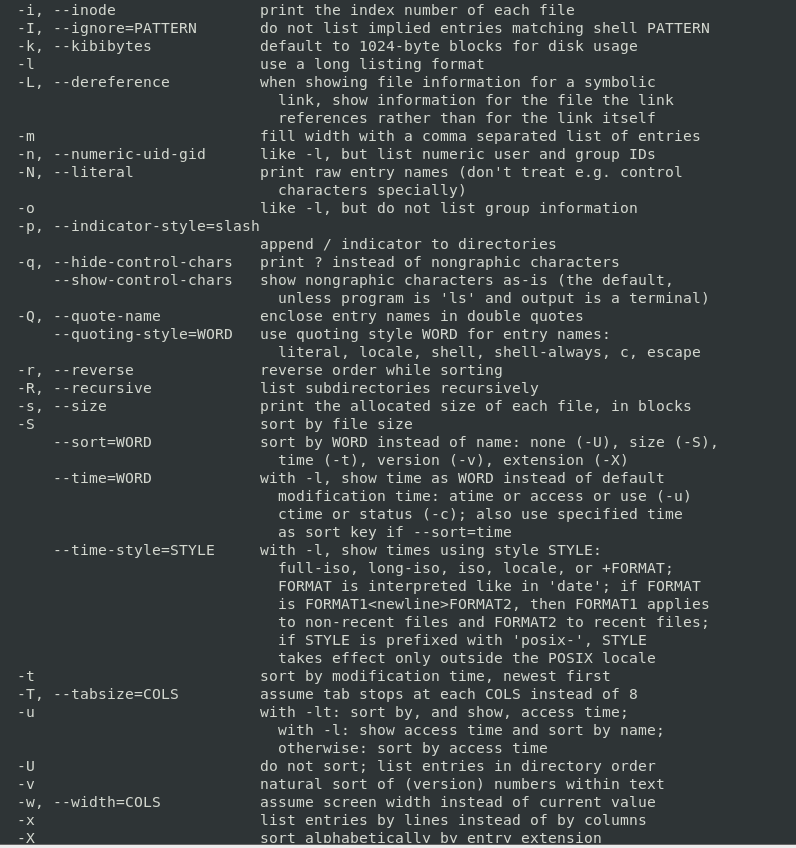 -i, --inode                print the index number of each file
-I, --ignore=PATTERN       do not list implied entries matching shell PATTERN
-k, --kibibytes            default to 1024-byte blocks for disk usage
-l                         use a long listing format
-L, --dereference          when showing file information for a symbolic
                             link, show information for the file the link
                             references rather than for the link itself
-m                         fill width with a comma separated list of entries
-n, --numeric-uid-gid      like -l, but list numeric user and group IDs
-N, --literal              print raw entry names (don't treat e.g. control
                             characters specially)
-o                         like -l, but do not list group information
-p, --indicator-style=slash
                           append / indicator to directories
-q, --hide-control-chars   print ? instead of nongraphic characters
    --show-control-chars   show nongraphic characters as-is (the default,
                             unless program is 'ls' and output is a terminal)
-Q, --quote-name           enclose entry names in double quotes
    --quoting-style=WORD   use quoting style WORD for entry names:
                             literal, locale, shell, shell-always, c, escape
-r, --reverse              reverse order while sorting
-R, --recursive            list subdirectories recursively
-s, --size                 print the allocated size of each file, in blocks
-S                         sort by file size
    --sort=WORD            sort by WORD instead of name: none (-U), size (-S),
                             time (-t), version (-v), extension (-X)
    --time=WORD            with -l, show time as WORD instead of default
                             modification time: atime or access or use (-u)
                             ctime or status (-c); also use specified time
                             as sort key if --sort=time
    --time-style=STYLE     with -l, show times using style STYLE:
                             full-iso, long-iso, iso, locale, or +FORMAT;
                             FORMAT is interpreted like in 'date'; if FORMAT
                             is FORMAT1<newline>FORMAT2, then FORMAT1 applies
                             to non-recent files and FORMAT2 to recent files;
                             if STYLE is prefixed with 'posix-', STYLE
                             takes effect only outside the POSIX locale
-t                         sort by modification time, newest first
-T, --tabsize=COLS         assume tab stops at each COLS instead of 8
-u                         with -lt: sort by, and show, access time;
                             with -l: show access time and sort by name;
                             otherwise: sort by access time
-U                         do not sort; list entries in directory order
-v                         natural sort of (version) numbers within text
-w, --width=COLS           assume screen width instead of current value
-x                         list entries by lines instead of by columns
-X                         sort alphabetically by entry extension